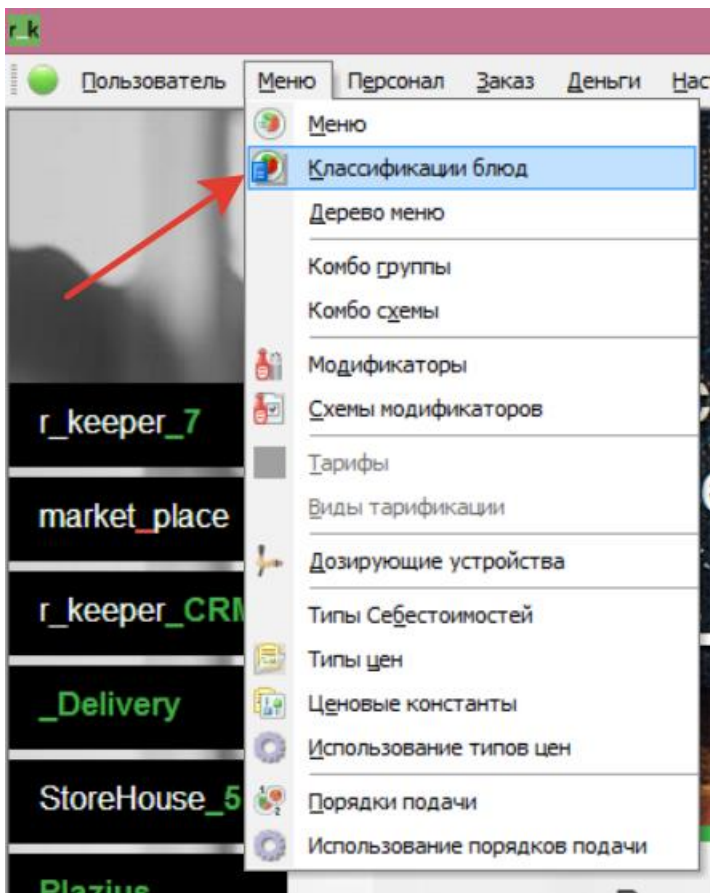 r_k
Пользователь Меню Персонал Заказ Деньги Нас
Меню
Классификации блюд
Дерево меню
Комбо группы
Комбо схемы
Модификаторы
Схемы модификаторов
Тарифы
Виды тарификации
Дозирующие устройства
Типы Себестоимостей
Типы цен
Ценовые константы
Использование типов цен
Порядки подачи
Использование порядков подачи
r_keeper_7
market_place
r_keeper_CRM
_Delivery
StoreHouse_5
Plazius